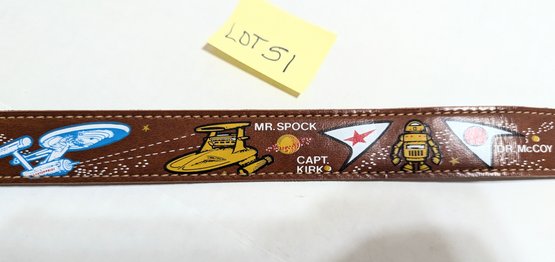 LOT 51
MR. SPOCK
CAPT.
KIRK
DR. McCOY